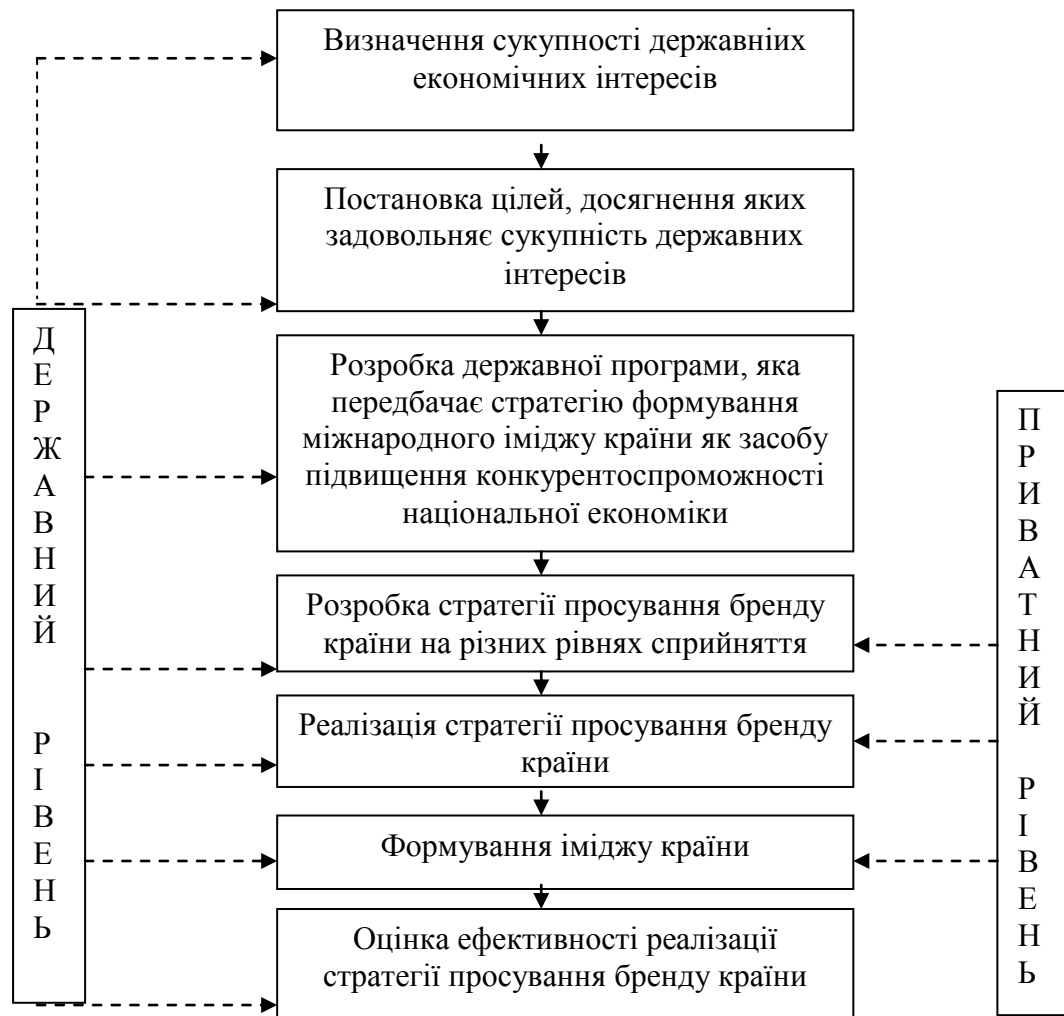 Визначення сукупності державніих
економічних інтересів
Постановка цілей, досягнення яких
задовольняє сукупність державних
інтересів
Розробка державної програми, яка
передбачає стратегію формування
міжнародного іміджу країни як засобу
підвищення конкурентоспроможності
національної економіки
Розробка стратегії просування бренду
країни на різних рівнях сприйняття
Реалізація стратегії просування бренду
країни
Формування іміджу країни
Оцінка ефективності реалізації
стратегії просування бренду країни
ДЕРЖАВНИЙ РІВЕНЬ
ПРИВАТНИЙ РІВЕНЬ